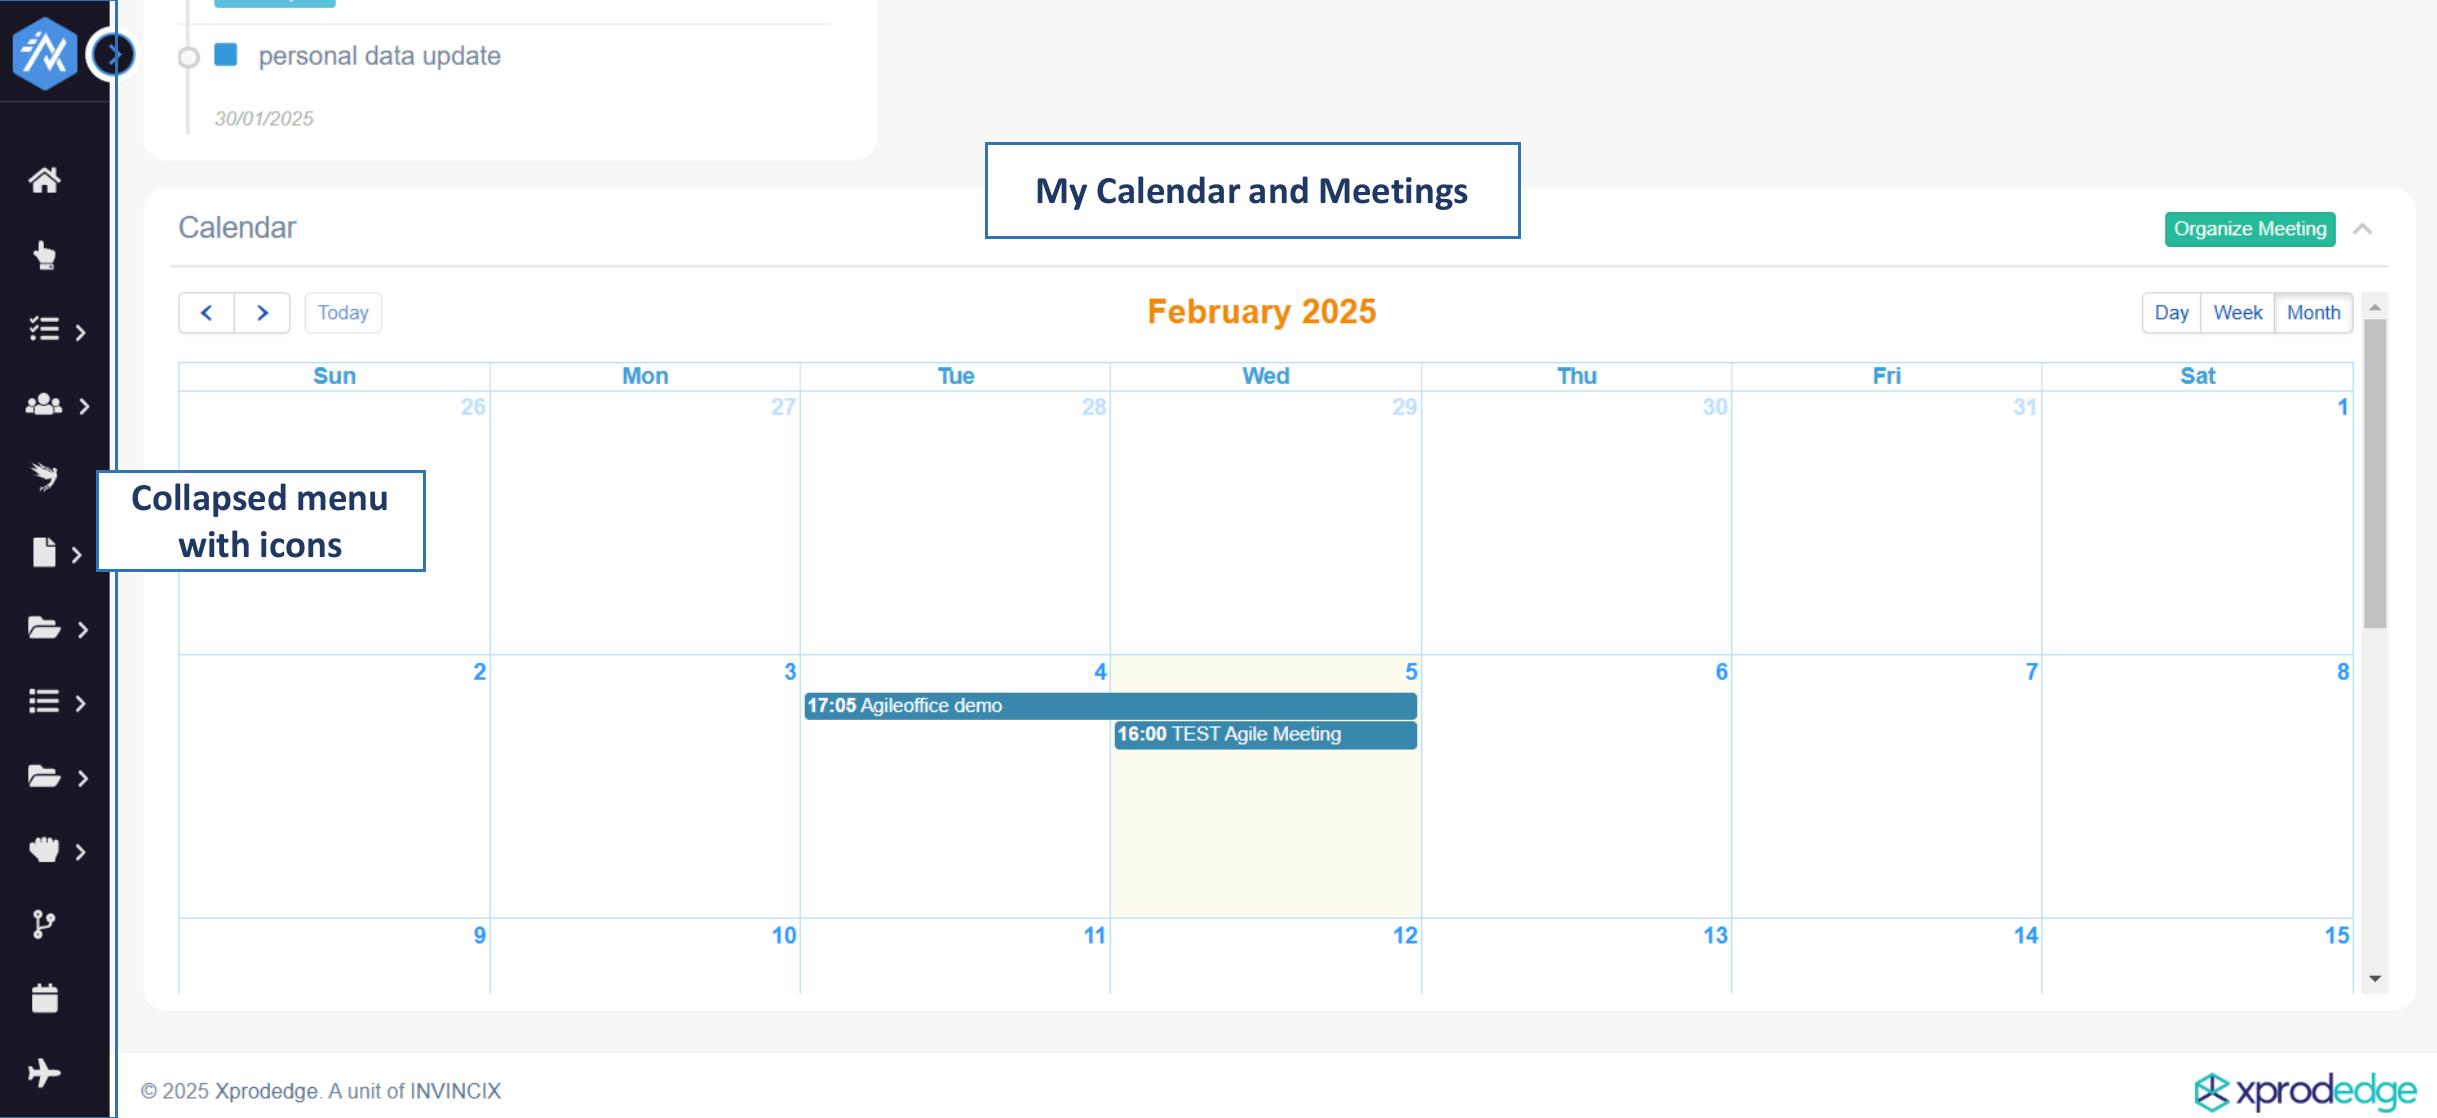 personal data update
30/01/2025
My Calendar and Meetings
Calendar
Organize Meeting
Today
February 2025
Day Week Month
Sun Mon Tue Wed Thu Fri Sat
26 27 28 29 30 31 1
Collapsed menu
with icons
2 3 4 5 6 7 8
17:05 Agileoffice demo
16:00 TEST Agile Meeting
9 10 11 12 13 14 15
© 2025 Xprodedge. A unit of INVINCIX
xprodedge